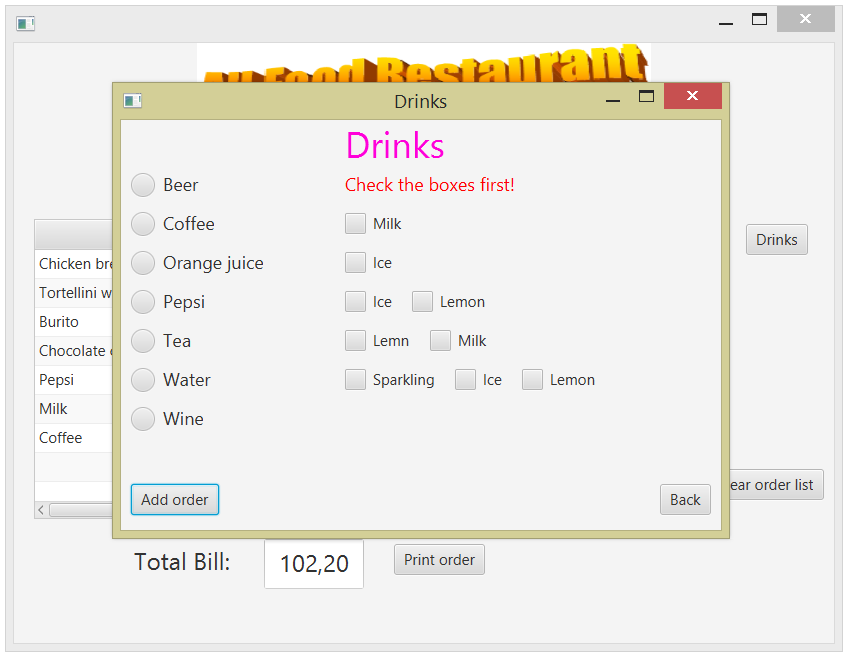 All Food Restaurant
Drinks
Drinks
Beer
Check the boxes first!
Coffee
Milk
Orange juice
Ice
Pepsi
Ice
Lemon
Tea
Lemn
Milk
Water
Sparkling
Ice
Lemon
Wine
Add order
Back
Drinks
Chicken bre
Tortellini w
Burito
Chocolate
Pepsi
Milk
Coffee
ear order list
Total Bill:
102,20
Print order